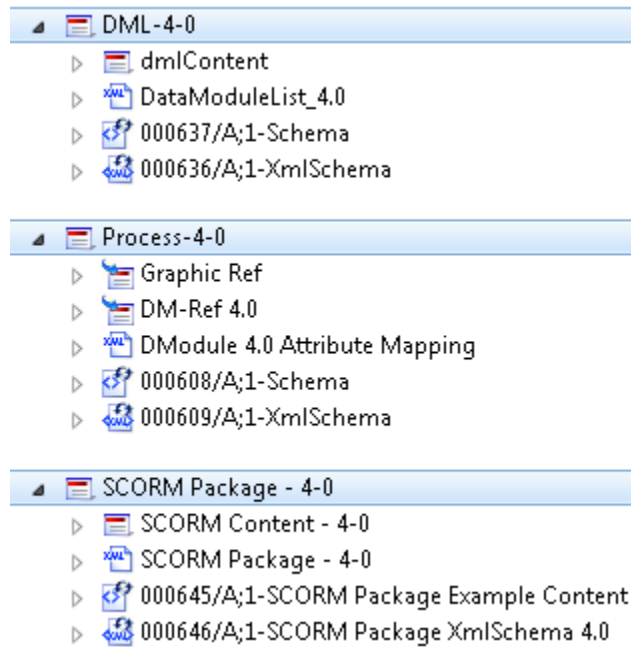 DML-4-0
dmlContent
DataModuleList_4.0
000637/A;1-Schema
000636/A;1-XmlSchema
Process-4-0
Graphic Ref
DM-Ref 4.0
DModule 4.0 Attribute Mapping
000608/A;1-Schema
000609/A;1-XmlSchema
SCORM Package - 4-0
SCORM Content - 4-0
SCORM Package - 4-0
000645/A;1-SCORM Package Example Content
000646/A;1-SCORM Package XmlSchema 4.0